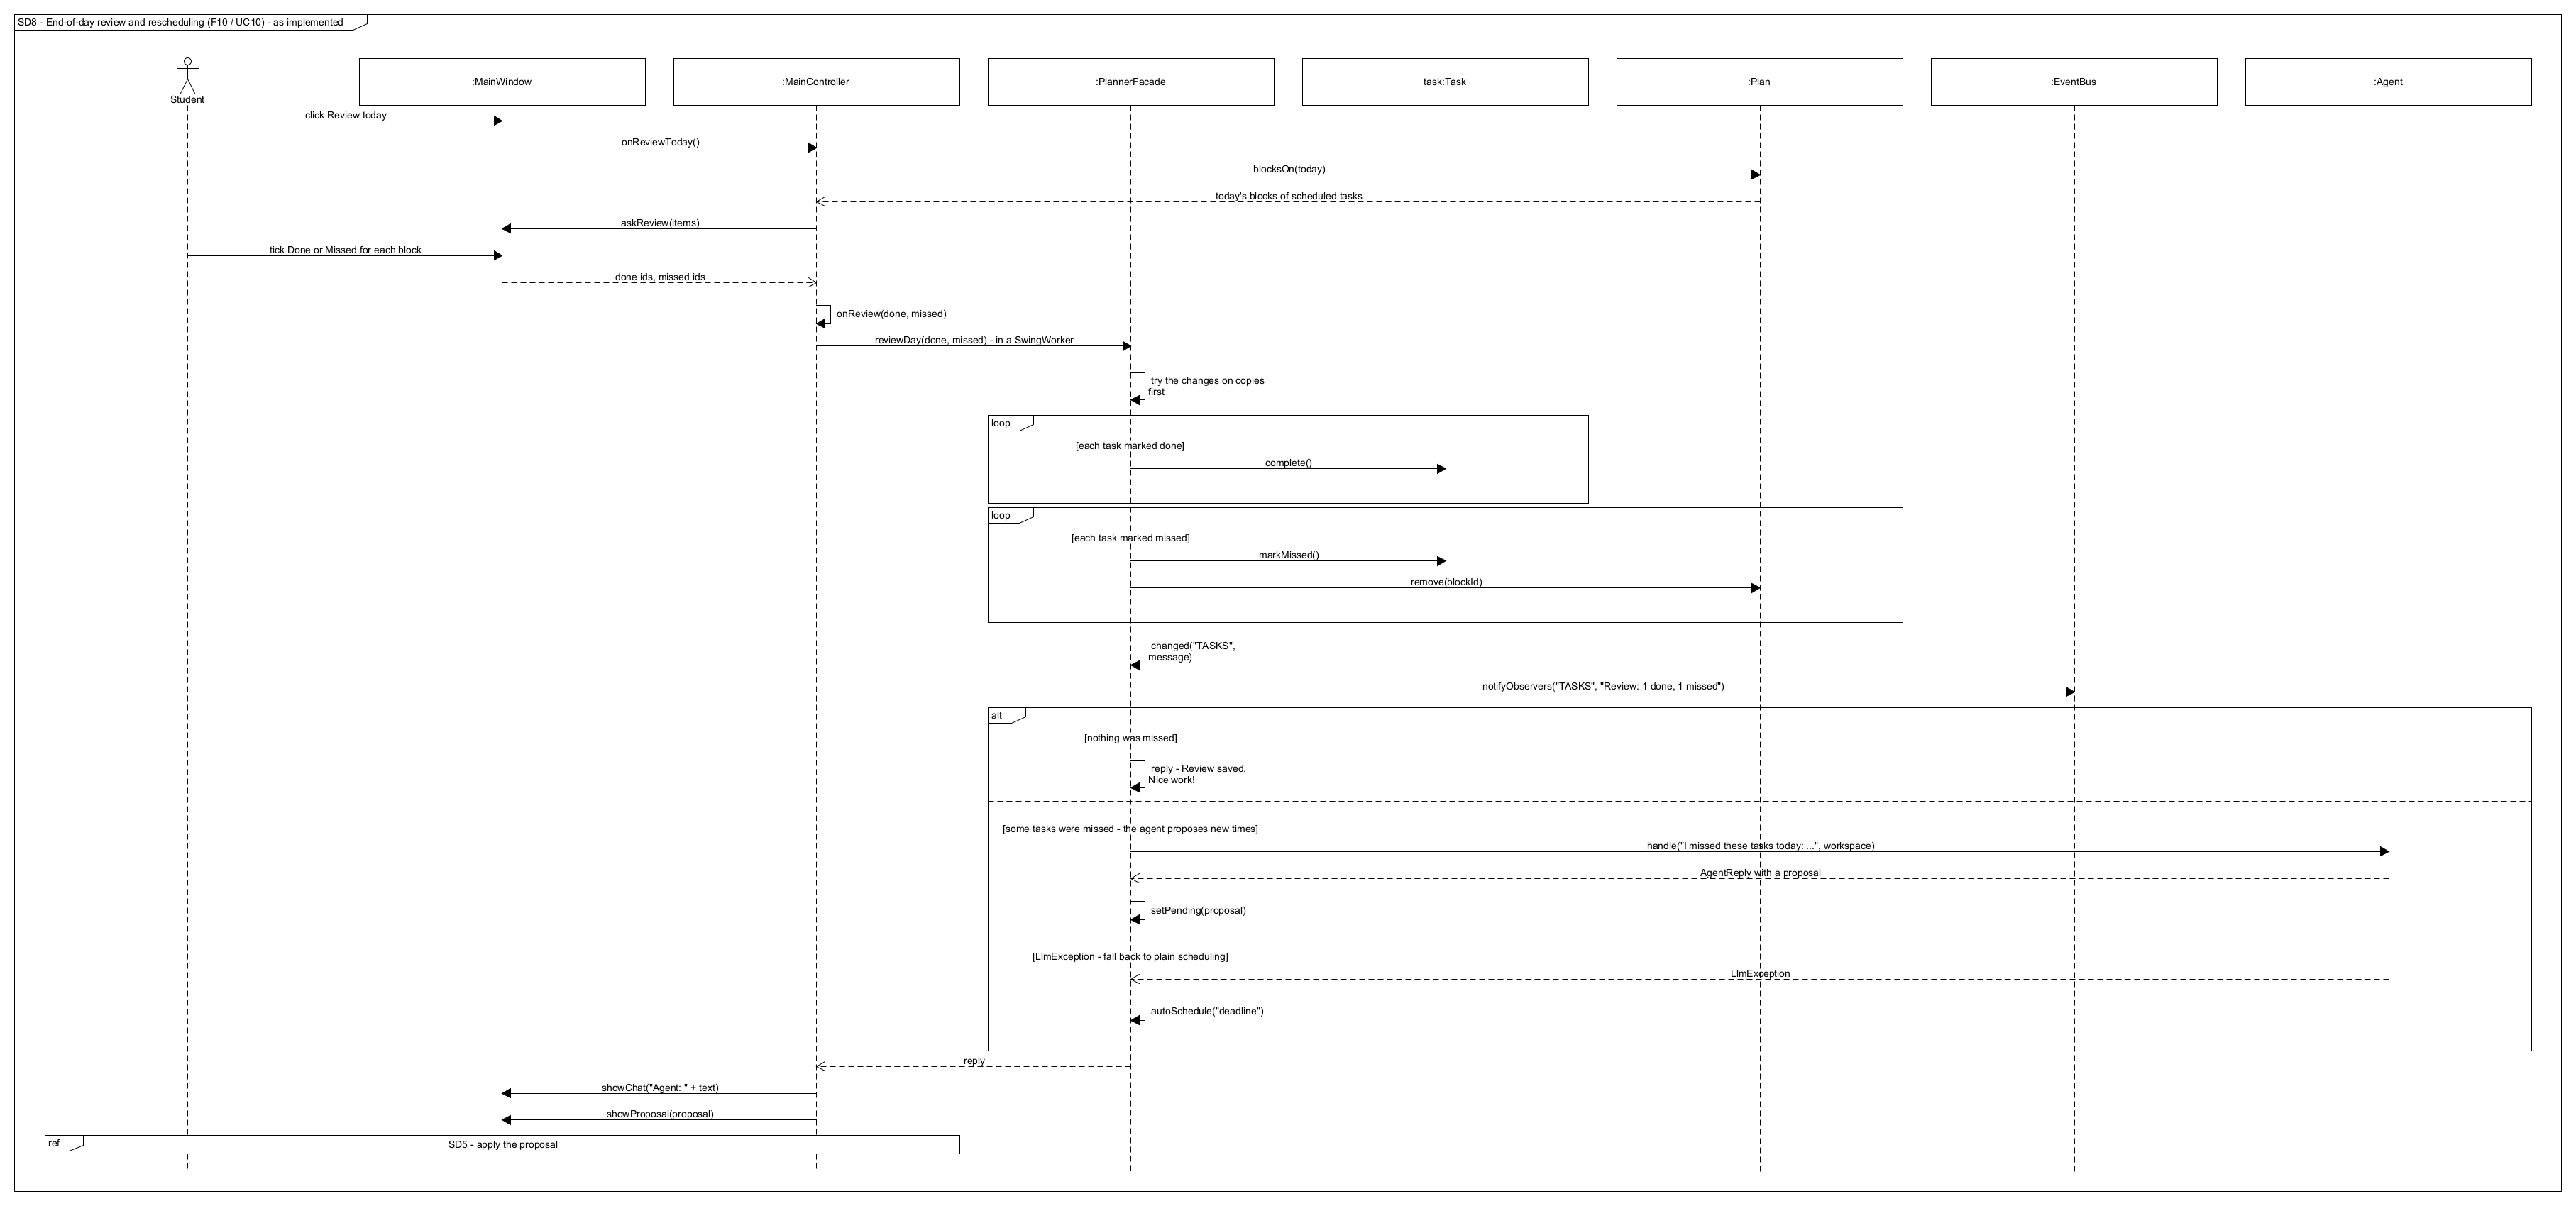 SD8 - End-of-day review and rescheduling (F10 / UC10) - as implemented
Student
:MainWindow
:MainController
:PlannerFacade
task:Task
:Plan
:EventBus
:Agent
click Review today
onReviewToday()
blocksOn(today)
today's blocks of scheduled tasks
askReview(items)
tick Done or Missed for each block
done ids, missed ids
onReview(done, missed)
reviewDay(done, missed) - in a SwingWorker
try the changes on copies
first
loop
[each task marked done]
complete()
loop
[each task marked missed]
markMissed()
remove(blockId)
changed("TASKS",
message)
notifyObservers("TASKS", "Review: 1 done, 1 missed")
alt
[nothing was missed]
reply - Review saved.
Nice work!
[some tasks were missed - the agent proposes new times]
handle("I missed these tasks today: ...", workspace)
AgentReply with a proposal
setPending(proposal)
[LlmException - fall back to plain scheduling]
LlmException
autoSchedule("deadline")
reply
showChat("Agent: " + text)
showProposal(proposal)
ref
SD5 - apply the proposal